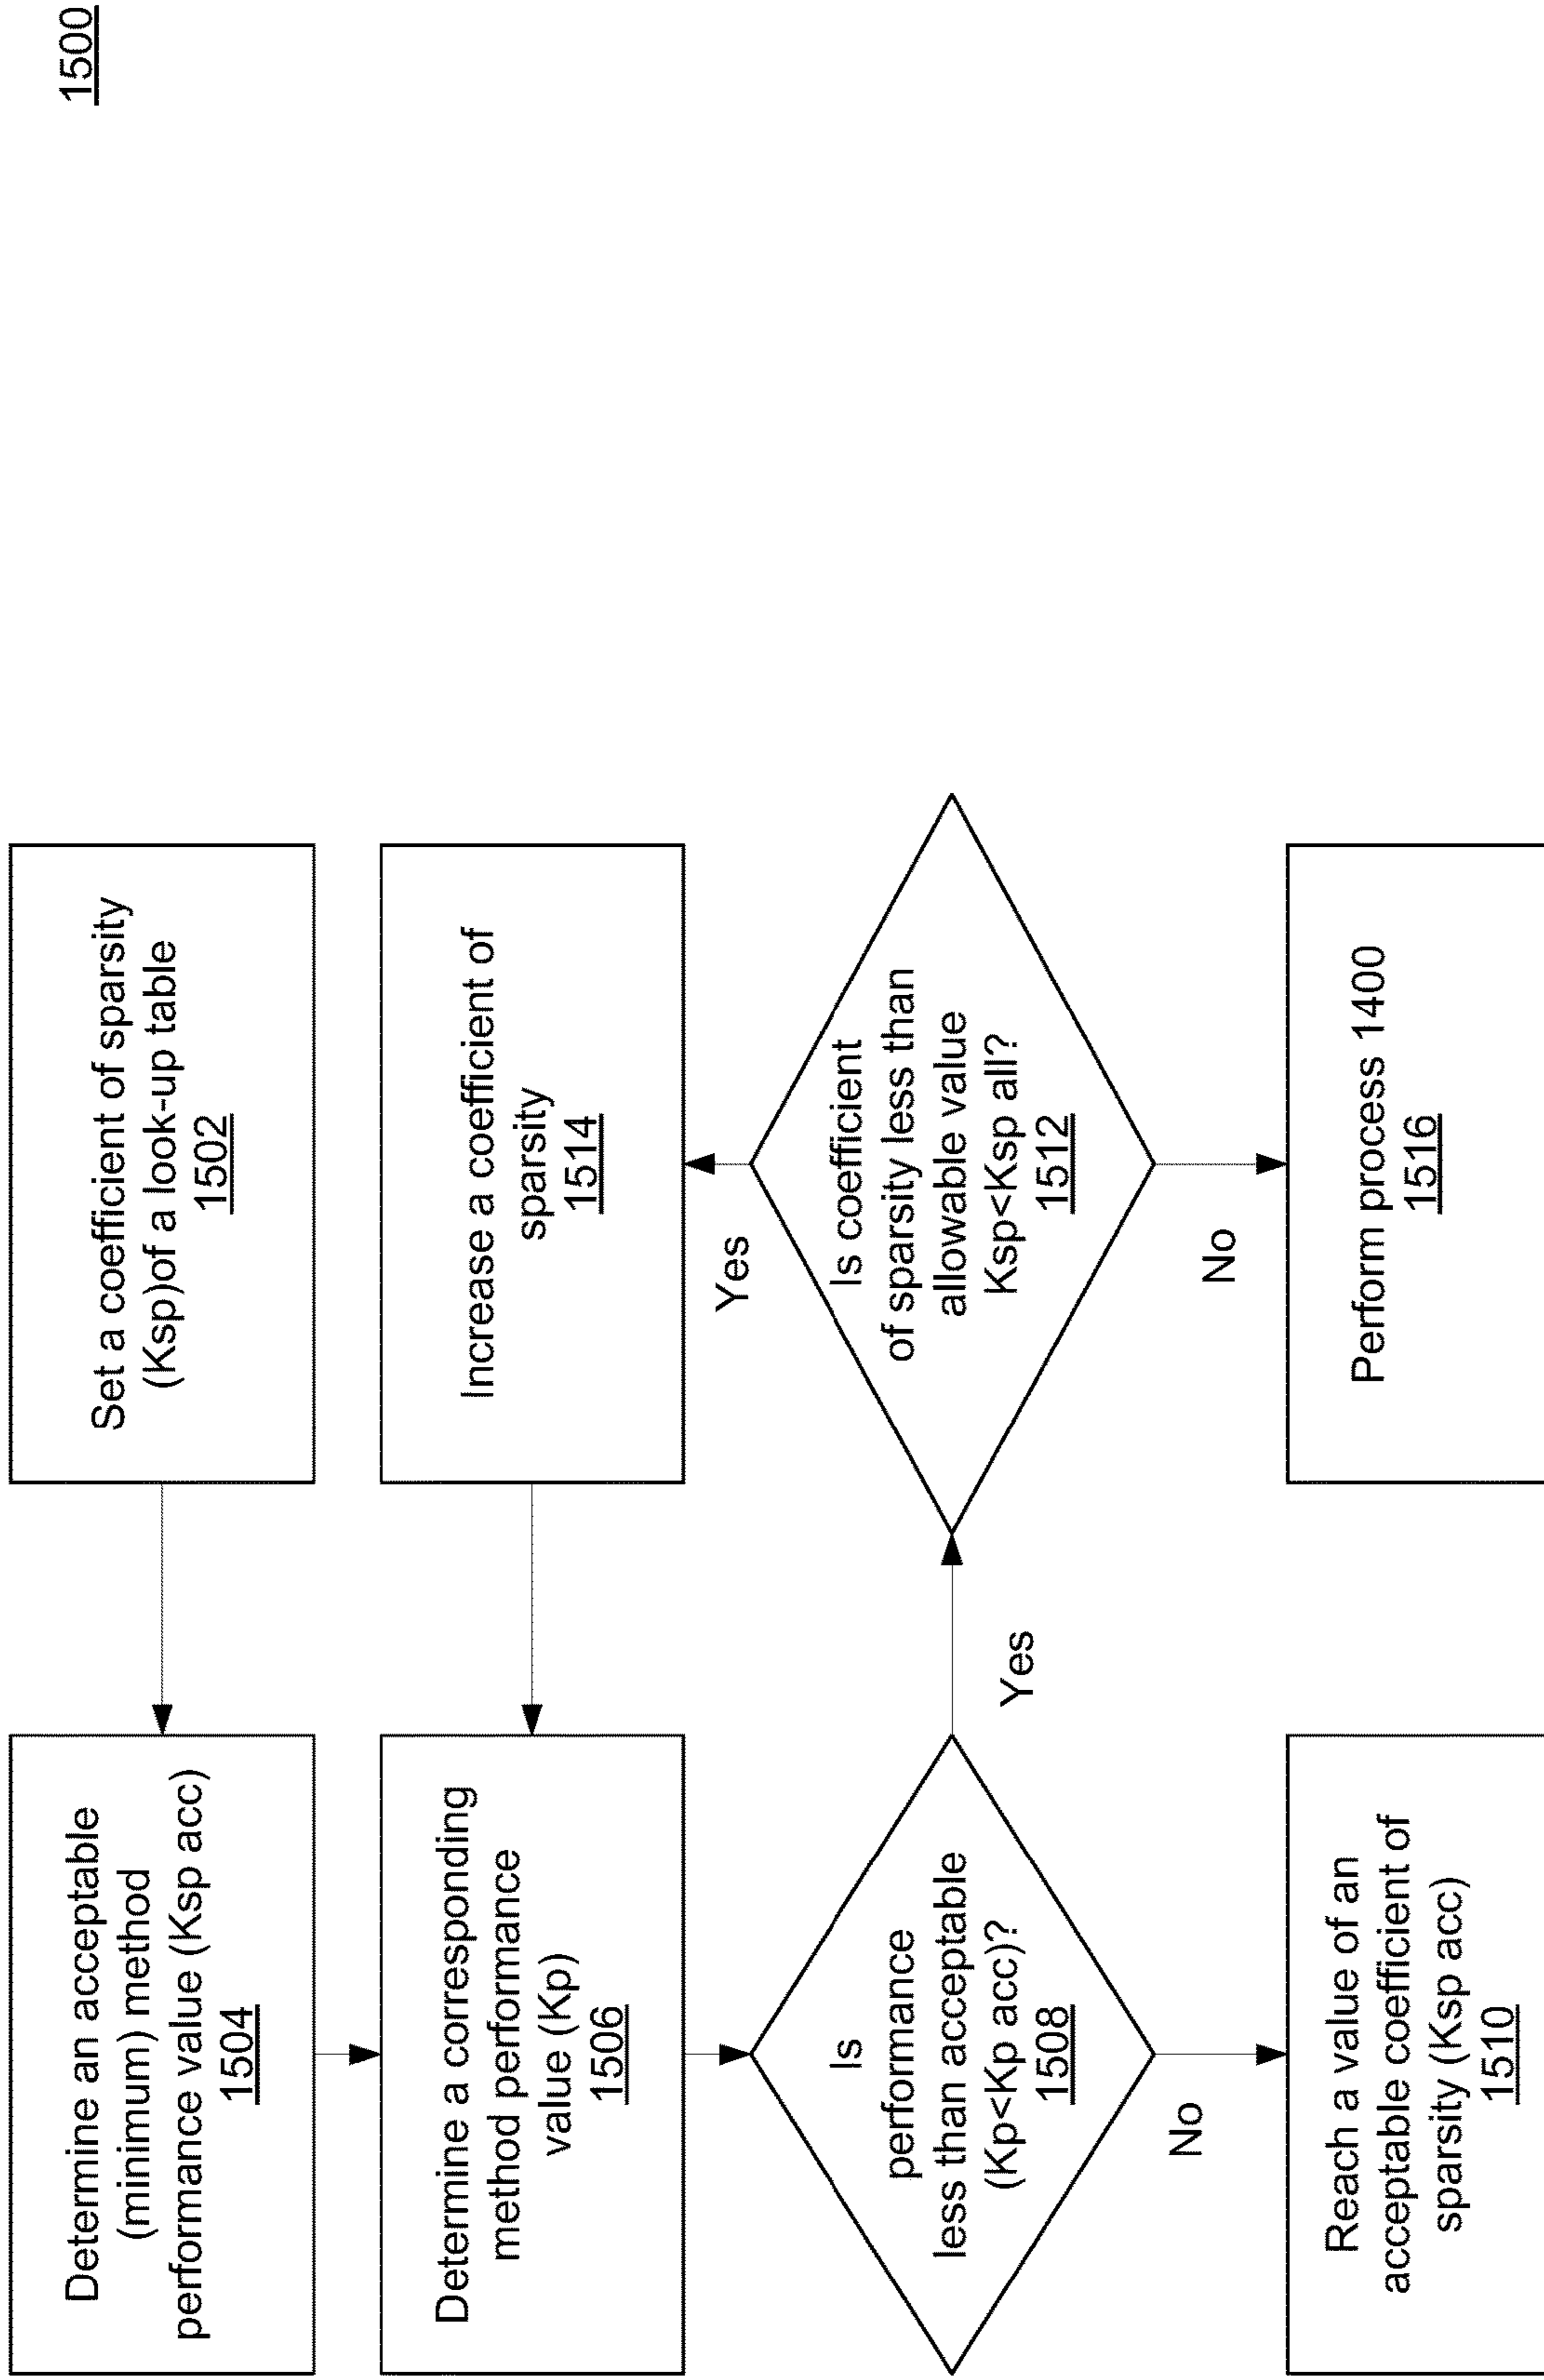 1500
Set a coefficient of sparsity
(Ksp)of a look-up table
1502
Determine an acceptable
(minimum) method
performance value (Ksp acc)
1504
Determine a corresponding
method performance
value (Kp)
1506
Is
performance
less than acceptable
(Kp<Kp acc)?
1508
Yes
No
Reach a value of an
acceptable coefficient of
sparsity (Ksp acc)
1510
Is coefficient
of sparsity less than
allowable value
Ksp<Ksp all?
1512
Yes
No
Increase a coefficient of
sparsity
1514
Perform process 1400
1516